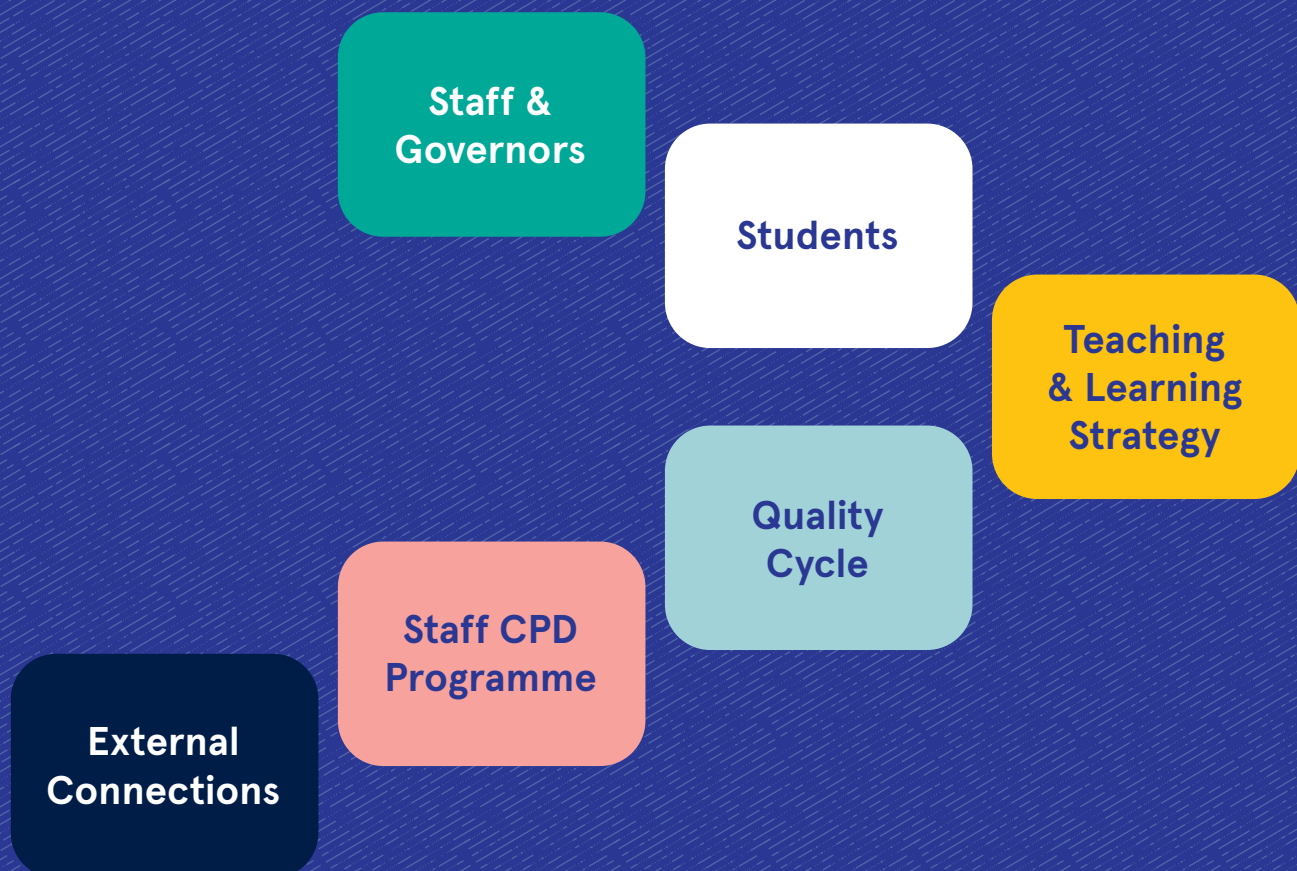 Staff &
Governors
Students
Teaching
& Learning
Strategy
Quality
Cycle
Staff CPD
Programme
External
Connections